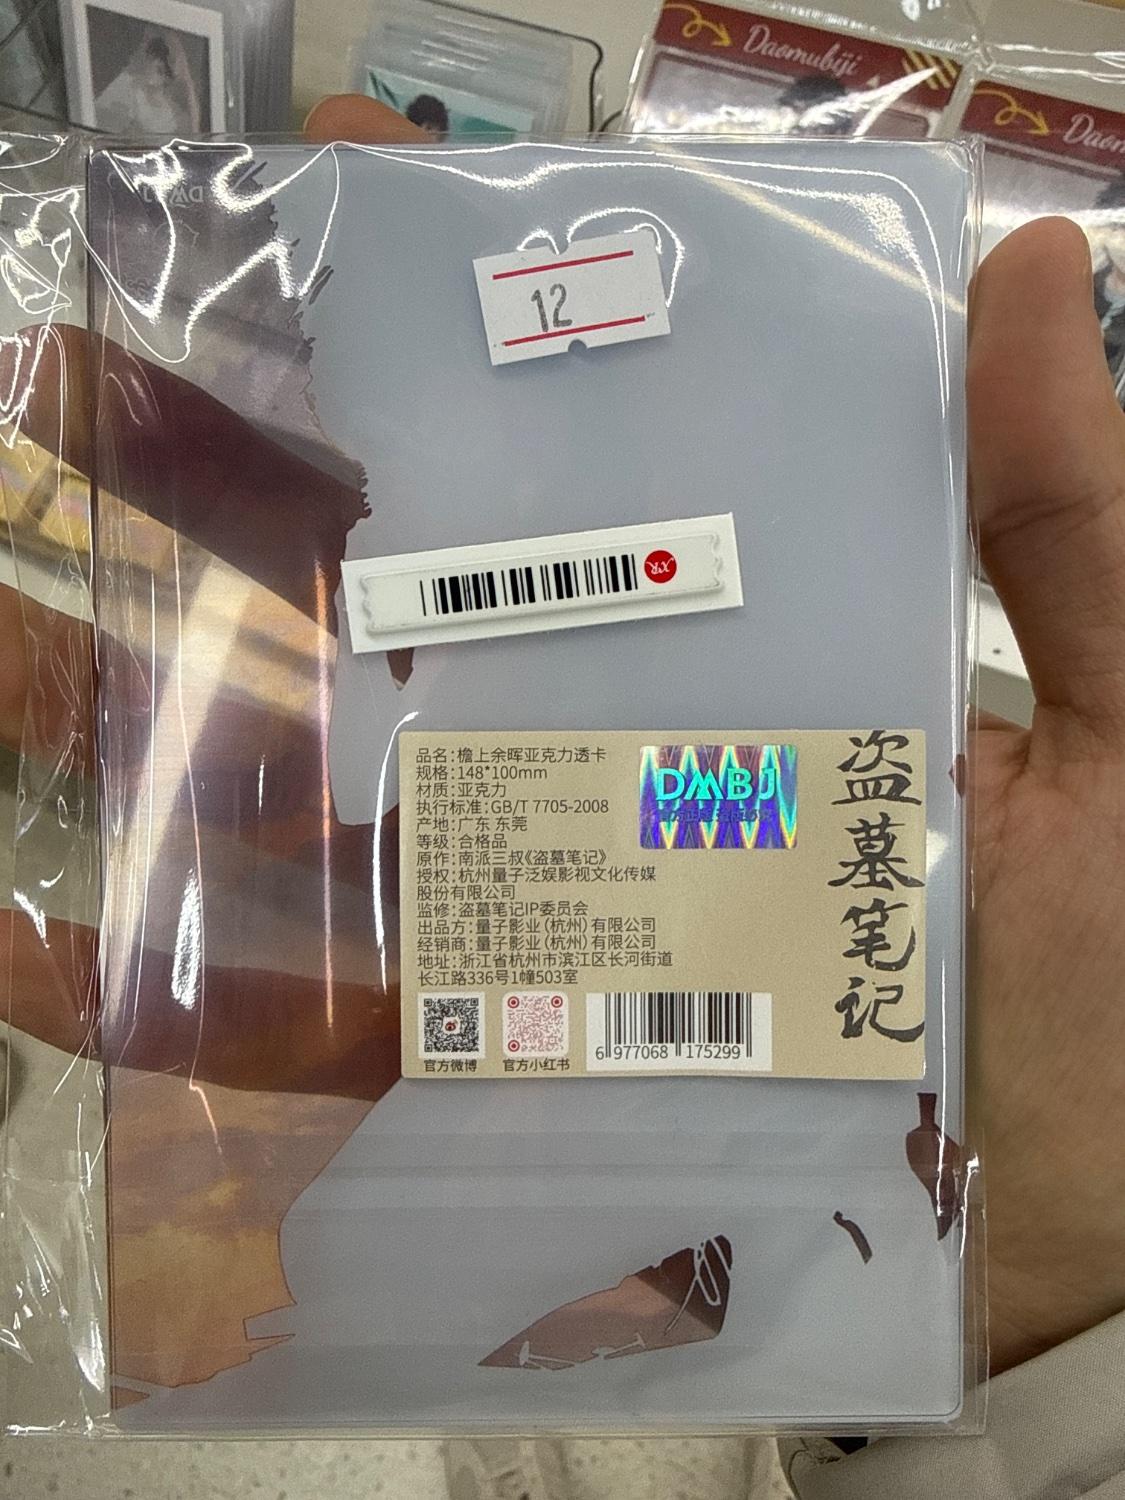 Daomubiji
Daom
DMBJ
12
XR
品名:檐上余晖亚克力透卡
规格:148*100mm
材质:亚克力
执行标准:GB/T 7705-2008
产地:广东 东莞
等级:合格品
原作:南派三叔《盗墓笔记》
授权:杭州量子泛娱影视文化传媒
股份有限公司
监修:盗墓笔记IP委员会
出品方:量子影业(杭州)有限公司
经销商:量子影业(杭州)有限公司
地址:浙江省杭州市滨江区长河街道
长江路336号1幢503室
DMBJ
盗墓笔记
官方微博
官方小红书
6 977068 175299